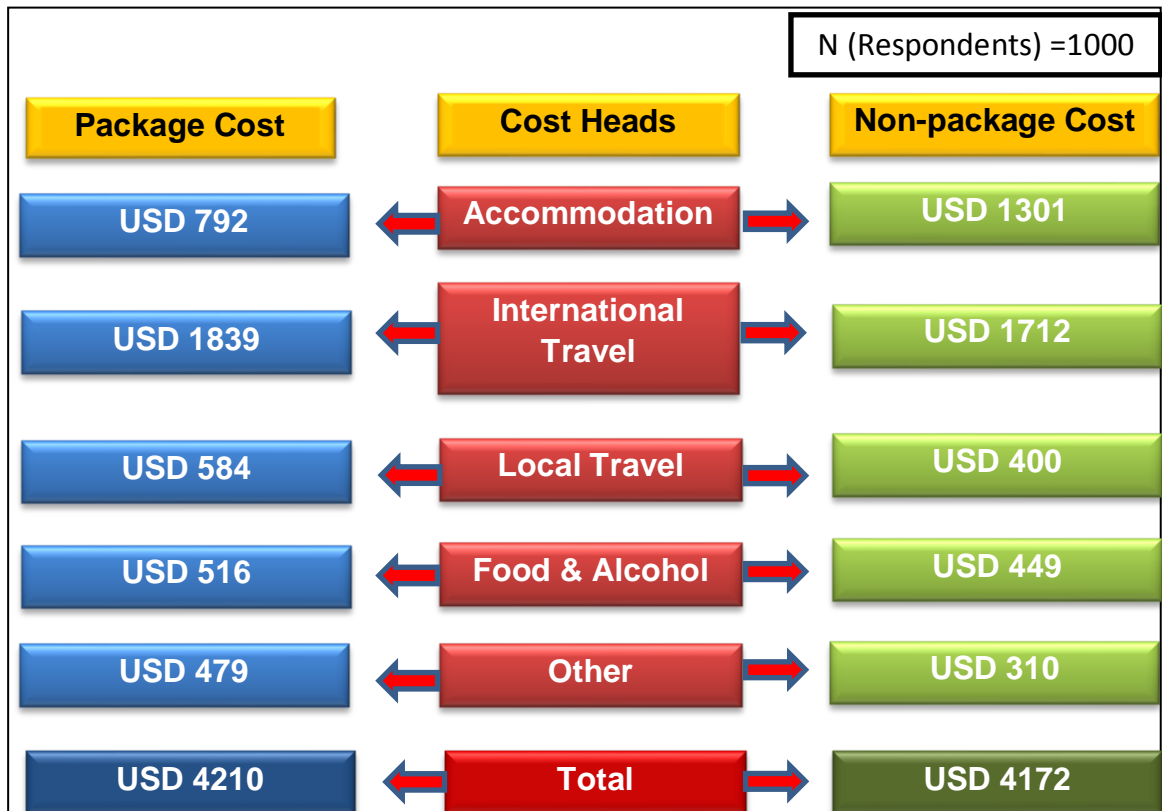 N (Respondents) =1000
Package Cost
Cost Heads
Non-package Cost
USD 792
Accommodation
USD 1301
USD 1839
International
Travel
USD 1712
USD 584
Local Travel
USD 400
USD 516
Food & Alcohol
USD 449
USD 479
Other
USD 310
USD 4210
Total
USD 4172